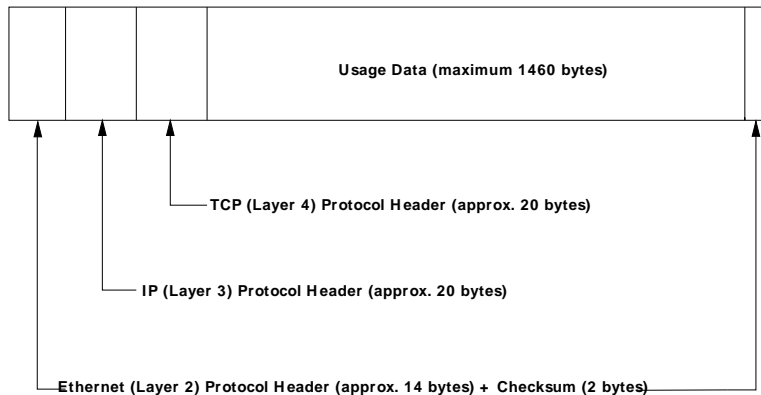 Usage Data (maximum 1460 bytes)
TCP (Layer 4) Protocol Header (approx. 20 bytes)
IP (Layer 3) Protocol Header (approx. 20 bytes)
Ethernet (Layer 2) Protocol Header (approx. 14 bytes) + Checksum (2 bytes)